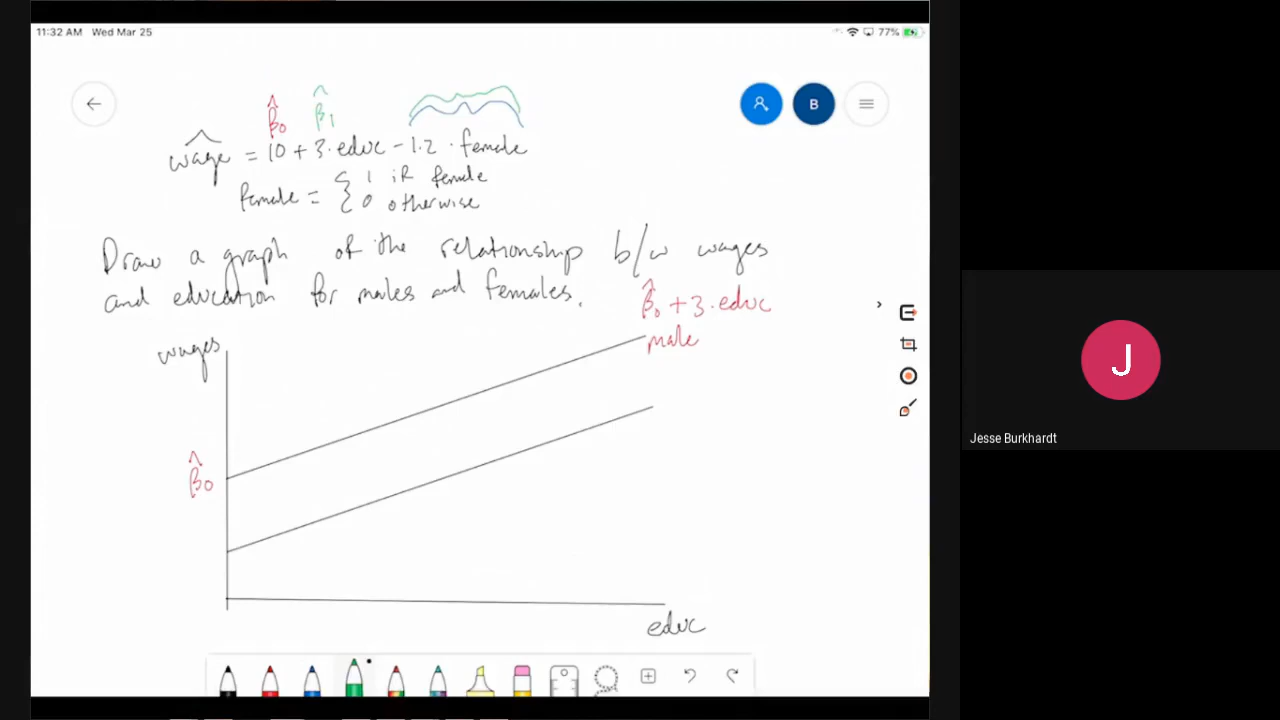 11:32 AM Wed Mar 25
77%
B
β̂0 β̂1
wage = 10 + 3·educ - 1.2 · female
female = { 1 if female
0 otherwise
Draw a graph of the relationship b/w wages
and education for males and females.
β̂0 + 3·educ
male
wages
β̂0
educ
J
Jesse Burkhardt